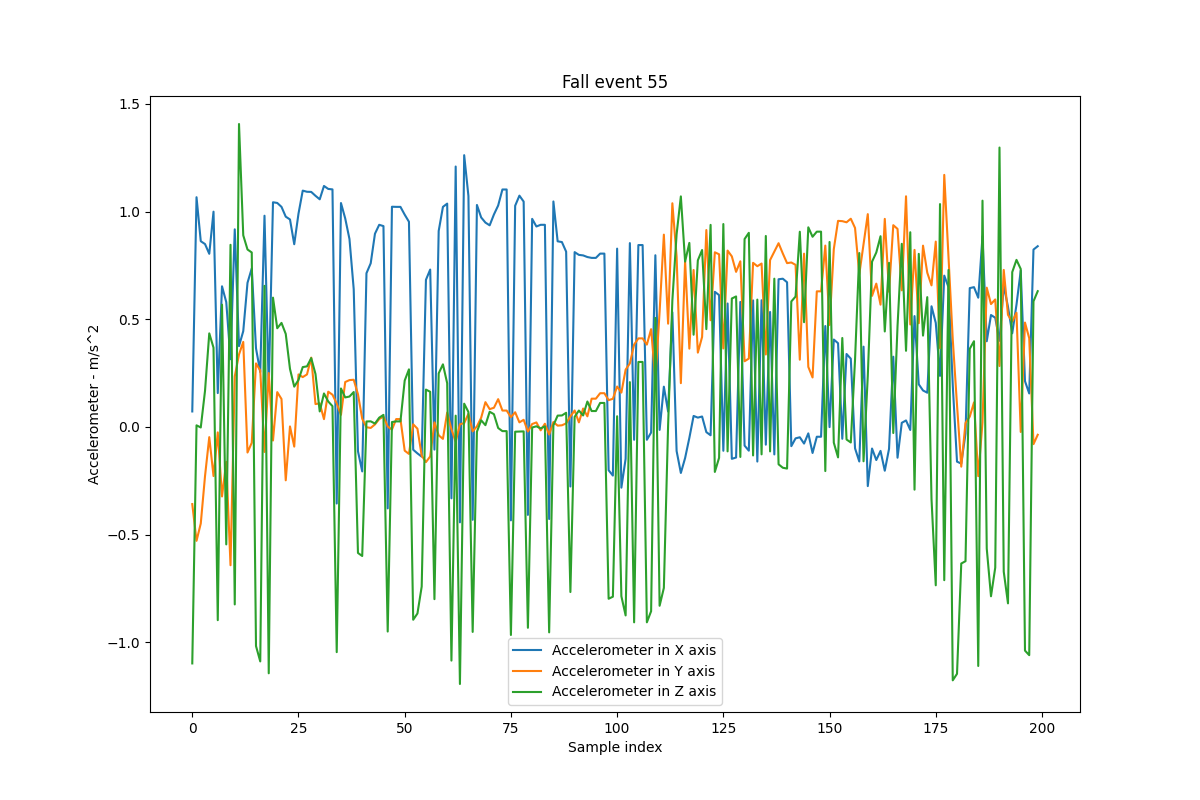 Fall event 55
Accelerometer - m/s^2
1.5
1.0
0.5
0.0
−0.5
−1.0
Accelerometer in X axis
Accelerometer in Y axis
Accelerometer in Z axis
0 25 50 75 100 125 150 175 200
Sample index